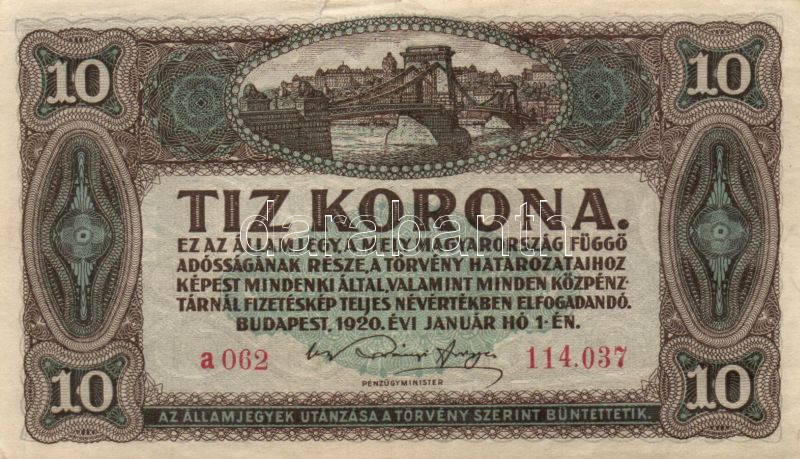 10 10
TIZ KORONA.
darabanth
EZ AZ ÁLLAMJEGY, A MELY MAGYARORSZÁG FÜGGŐ
ADÓSSÁGÁNAK RÉSZE, A TÖRVÉNY HATÁROZATAIHOZ
KÉPEST MINDENKI ÁLTAL, VALAMINT MINDEN KÖZPÉNZ-
TÁRNÁL FIZETÉSKÉP TELJES NÉVÉRTÉKBEN ELFOGADANDÓ.
BUDAPEST, 1920. ÉVI JANUÁR HÓ 1-ÉN.
a 062 114.037
PÉNZÜGYMINISTER
10 10
AZ ÁLLAMJEGYEK UTÁNZÁSA A TÖRVÉNY SZERINT BÜNTETTETIK.